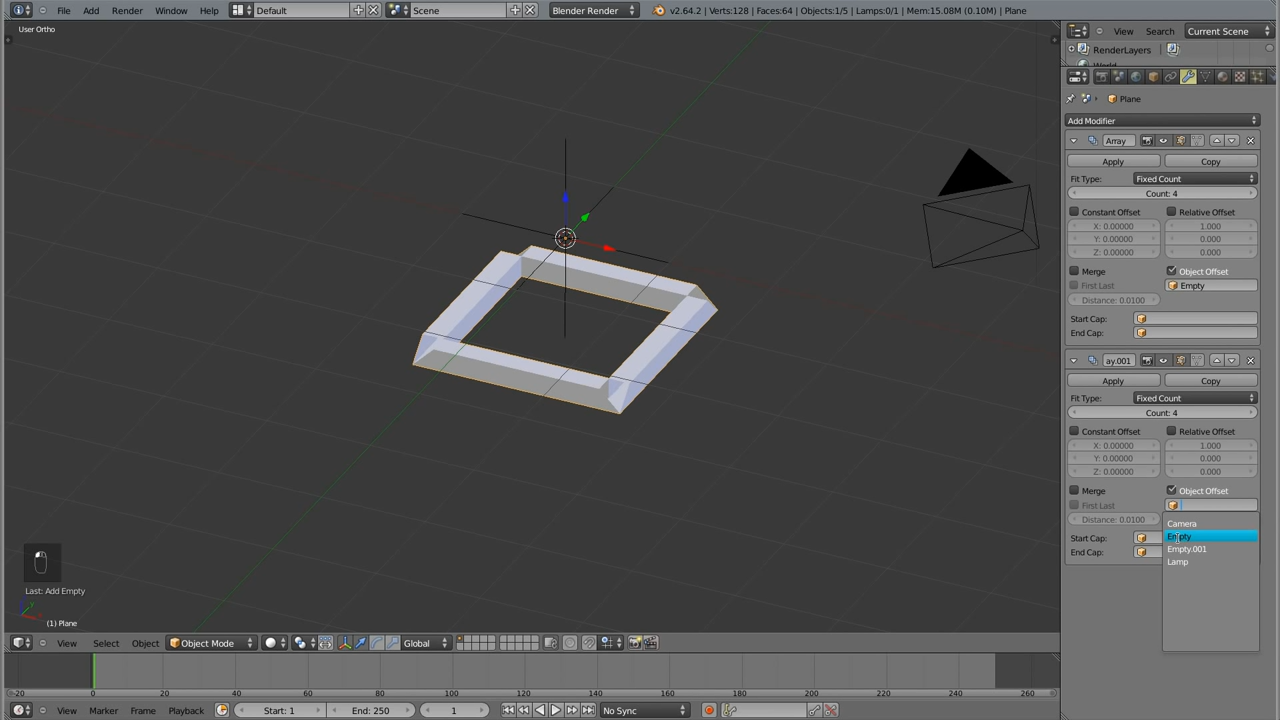 File Add Render Window Help Default Scene Blender Render v2.64.2 | Verts:128 | Faces:64 | Objects:1/5 | Lamps:0/1 | Mem:15.08M (0.10M) | Plane
User Ortho
View Search Current Scene
RenderLayers
World
Plane
Add Modifier
Array
Apply Copy
Fit Type: Fixed Count
Count: 4
Constant Offset Relative Offset
X: 0.00000 1.000
Y: 0.00000 0.000
Z: 0.00000 0.000
Merge Object Offset
First Last Empty
Distance: 0.0100
Start Cap:
End Cap:
ay.001
Apply Copy
Fit Type: Fixed Count
Count: 4
Constant Offset Relative Offset
X: 0.00000 1.000
Y: 0.00000 0.000
Z: 0.00000 0.000
Merge Object Offset
First Last
Distance: 0.0100
Camera
Start Cap: Empty
End Cap: Empty.001
Lamp
Last: Add Empty
(1) Plane
View Select Object Object Mode Global
-20 0 20 40 60 80 100 120 140 160 180 200 220 240 260
View Marker Frame Playback Start: 1 End: 250 1 No Sync